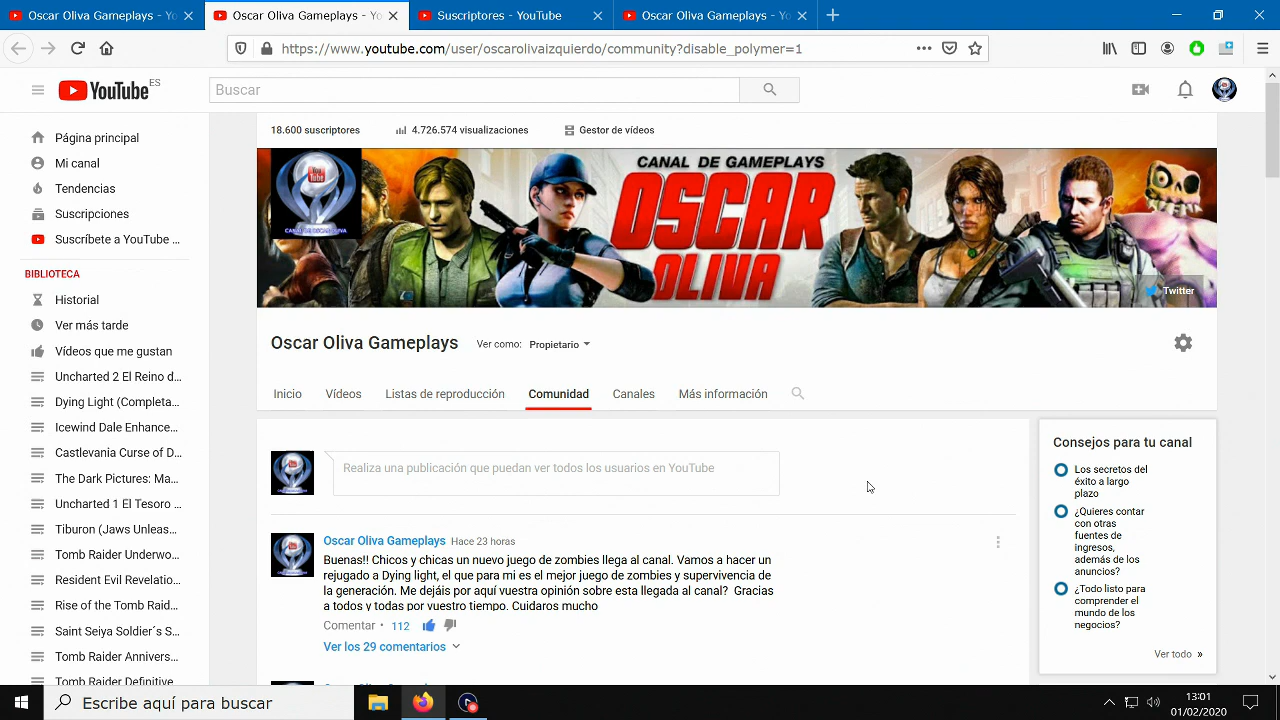 Oscar Oliva Gameplays - Yo
Oscar Oliva Gameplays - Yo
Suscriptores - YouTube
Oscar Oliva Gameplays - Yo
https://www.youtube.com/user/oscarolivaizquierdo/community?disable_polymer=1
YouTube ES
Buscar
Página principal
Mi canal
Tendencias
Suscripciones
Suscríbete a YouTube ...
BIBLIOTECA
Historial
Ver más tarde
Vídeos que me gustan
Uncharted 2 El Reino d...
Dying Light (Completa...
Icewind Dale Enhance...
Castlevania Curse of D...
The Dark Pictures: Ma...
Uncharted 1 El Tesoro ...
Tiburon (Jaws Unleas...
Tomb Raider Underwo...
Resident Evil Revelatio...
Rise of the Tomb Raid...
Saint Seiya Soldier´s S...
Tomb Raider Annivers...
Tomb Raider Definitive
18.600 suscriptores
4.726.574 visualizaciones
Gestor de vídeos
You Tube
CANAL DE OSCAR OLIVA
CANAL DE GAMEPLAYS
OSCAR
OLIVA
Twitter
Oscar Oliva Gameplays
Ver como: Propietario
Inicio
Vídeos
Listas de reproducción
Comunidad
Canales
Más información
Realiza una publicación que puedan ver todos los usuarios en YouTube
Oscar Oliva Gameplays Hace 23 horas
Buenas!! Chicos y chicas un nuevo juego de zombies llega al canal. Vamos a hacer un
rejugado a Dying light, el que para mi es el mejor juego de zombies y supervivencia de
la generación. Me dejáis por aquí vuestra opinión sobre esta llegada al canal? Gracias
a todos y todas por vuestro tiempo. Cuidaros mucho
Comentar • 112
Ver los 29 comentarios
Consejos para tu canal
Los secretos del
éxito a largo
plazo
¿Quieres contar
con otras
fuentes de
ingresos,
además de los
anuncios?
¿Todo listo para
comprender el
mundo de los
negocios?
Ver todo »
Escribe aquí para buscar
13:01
01/02/2020